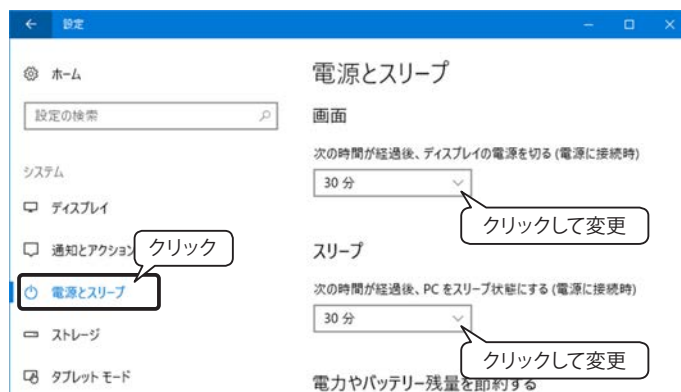 設定
ホーム
設定の検索
システム
ディスプレイ
通知とアクション
クリック
電源とスリープ
ストレージ
タブレット モード
電源とスリープ
画面
次の時間が経過後、ディスプレイの電源を切る (電源に接続時)
30 分
クリックして変更
スリープ
次の時間が経過後、PC をスリープ状態にする (電源に接続時)
30 分
クリックして変更
電力やバッテリー残量を節約する